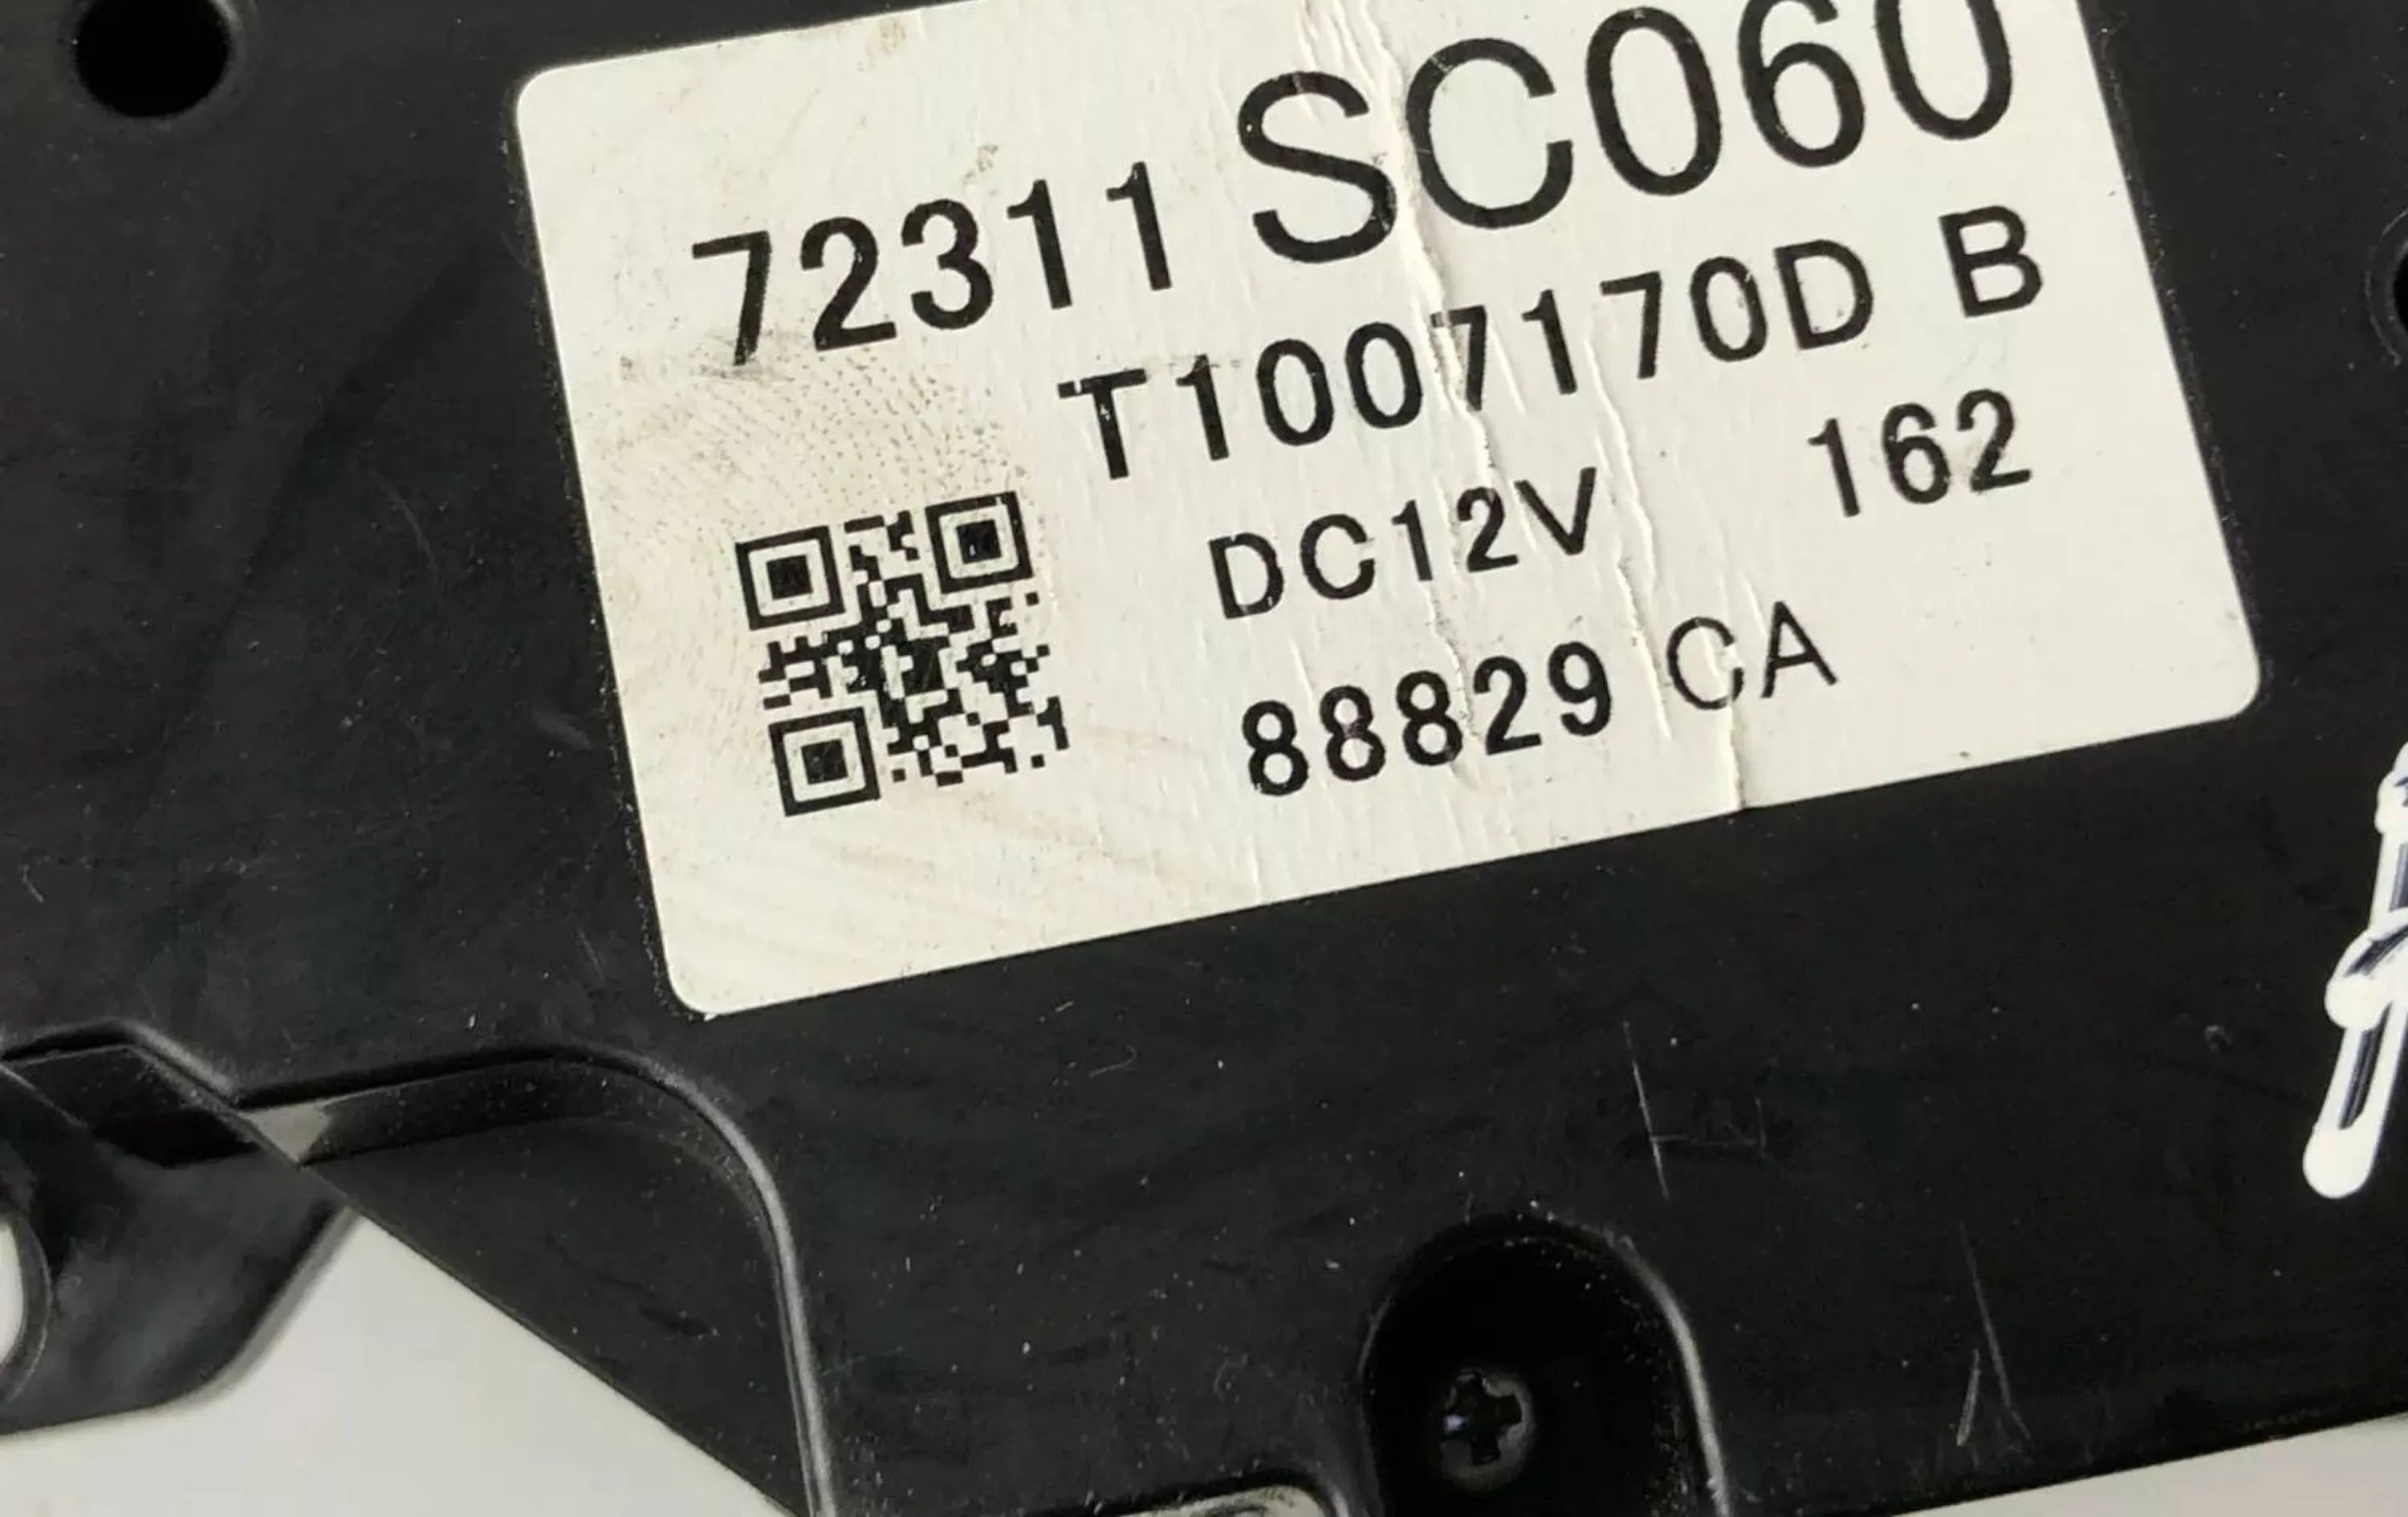 72311 SC060
T1007170D B
DC12V 162
88829 CA